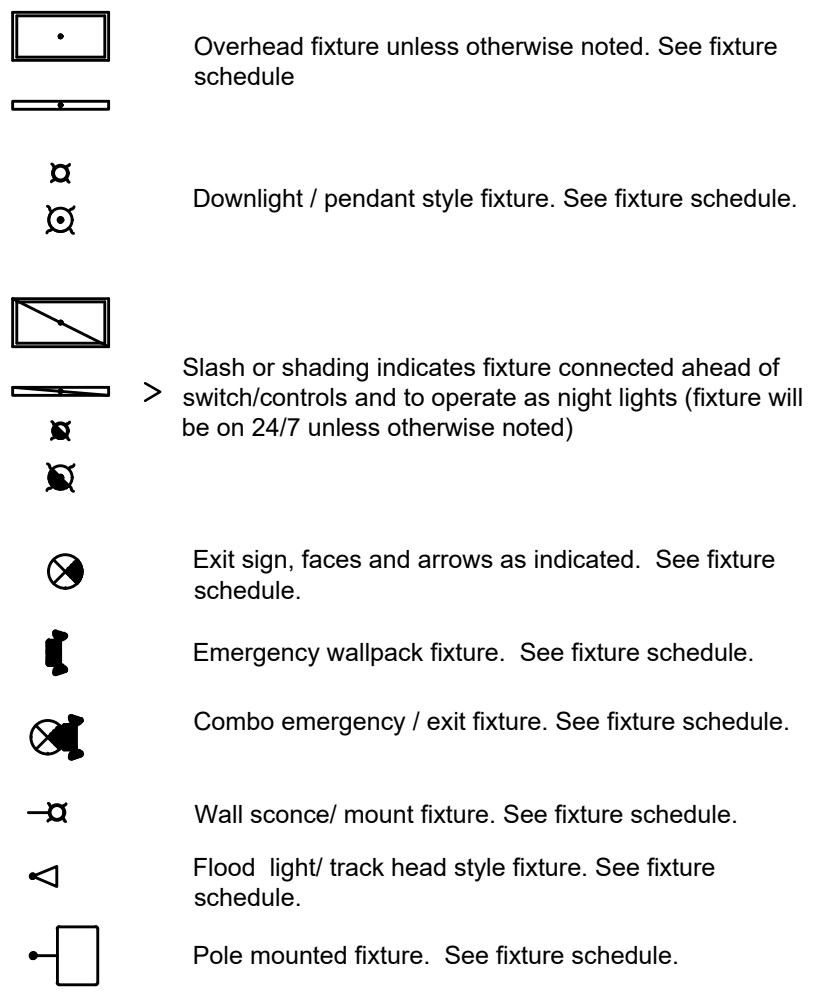 Overhead fixture unless otherwise noted. See fixture
schedule
Downlight / pendant style fixture. See fixture schedule.
Slash or shading indicates fixture connected ahead of
switch/controls and to operate as night lights (fixture will
be on 24/7 unless otherwise noted)
Exit sign, faces and arrows as indicated.  See fixture
schedule.
Emergency wallpack fixture.  See fixture schedule.
Combo emergency / exit fixture. See fixture schedule.
Wall sconce/ mount fixture. See fixture schedule.
Flood  light/ track head style fixture. See fixture
schedule.
Pole mounted fixture.  See fixture schedule.